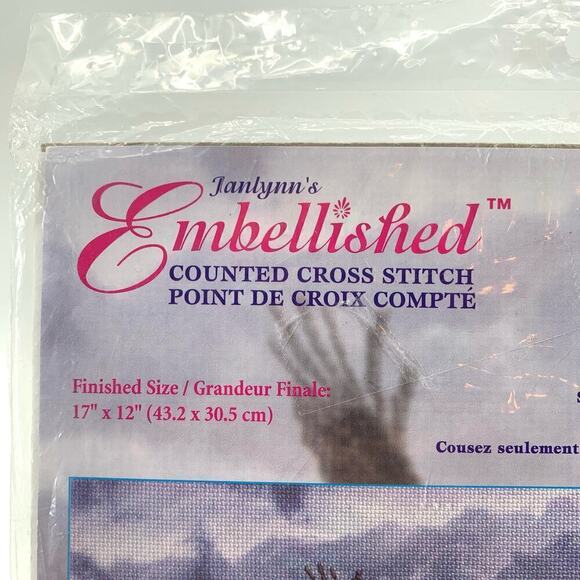 Janlynn's
Embellished™
COUNTED CROSS STITCH
POINT DE CROIX COMPTÉ
Finished Size / Grandeur Finale:
17" x 12" (43.2 x 30.5 cm)
Cousez seulement